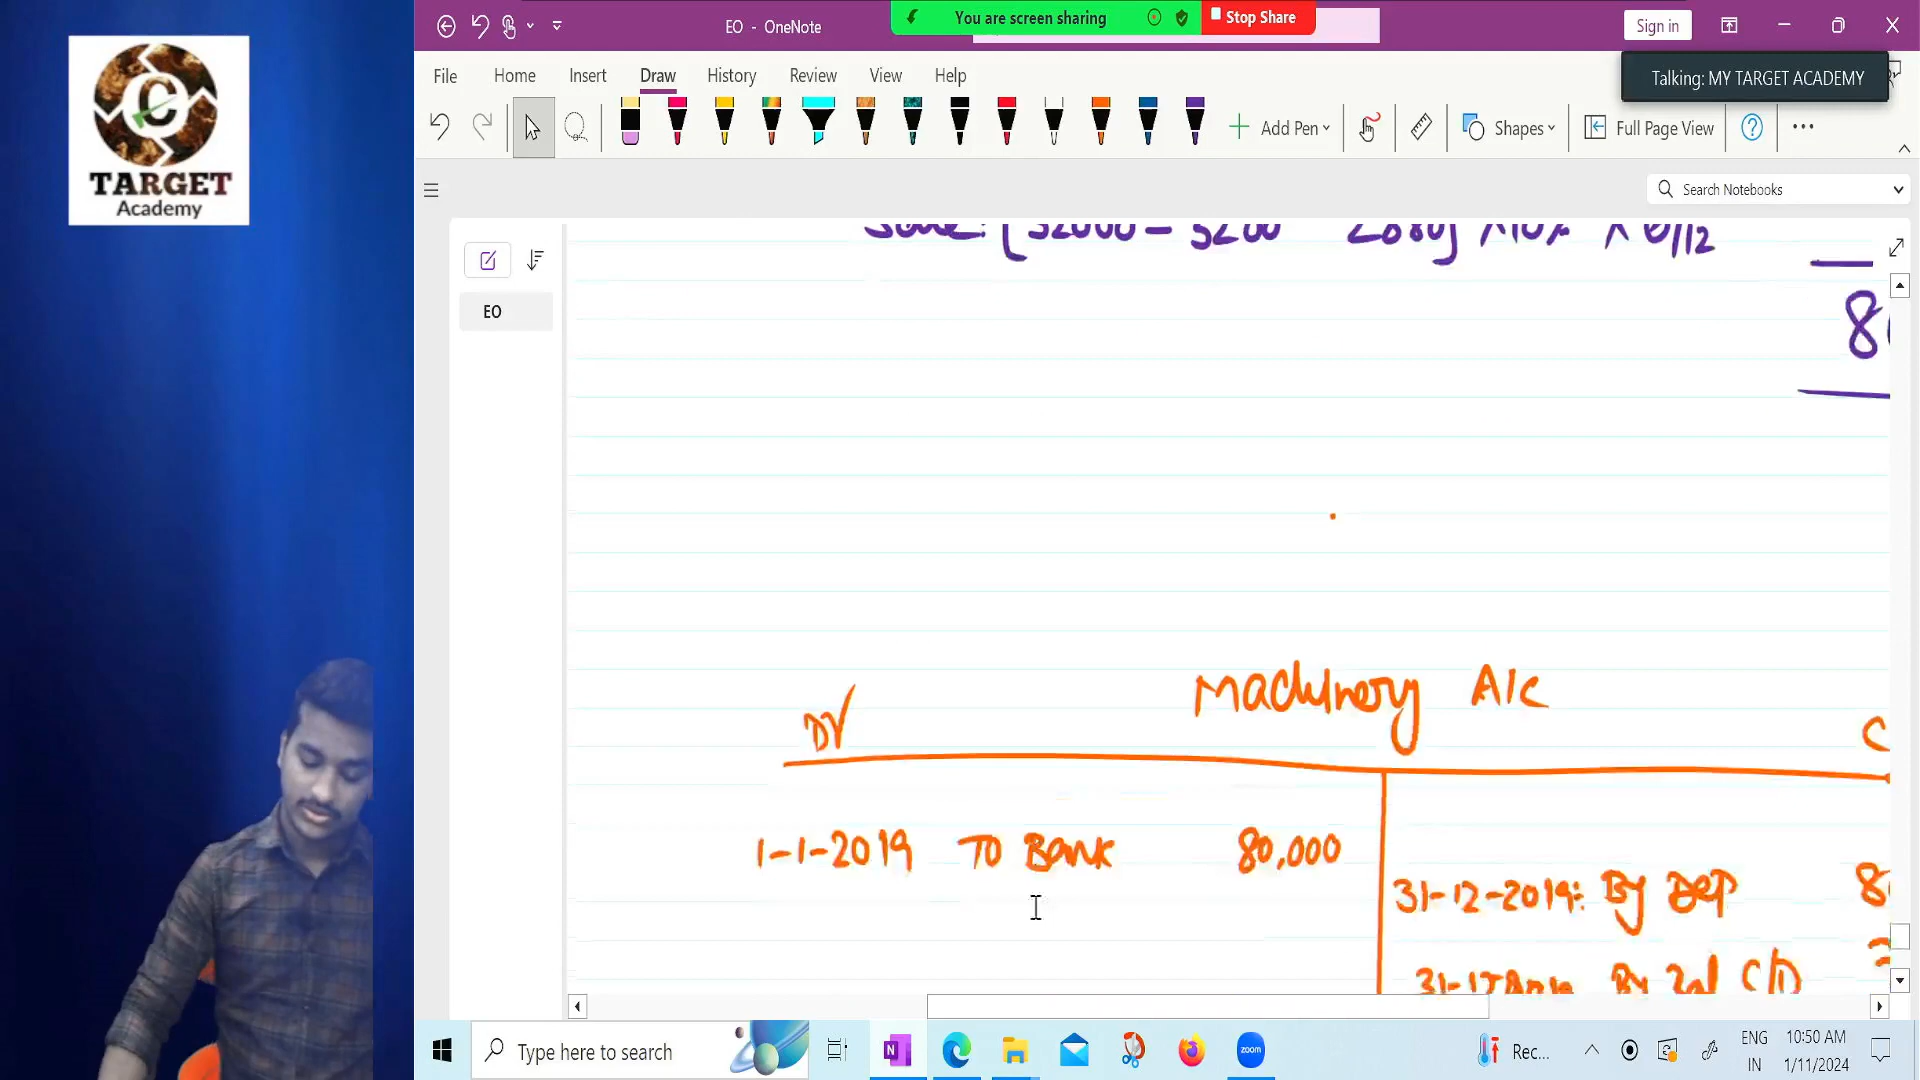 EO - OneNote
You are screen sharing
Stop Share
Sign in
Talking: MY TARGET ACADEMY
File Home Insert Draw History Review View Help
Add Pen
Shapes
Full Page View
Search Notebooks
EO
C
TARGET
Academy
Machinery A/c
Dr
1-1-2019 To Bank 80,000
31-12-2019: By Dep
By Bal C/D
Type here to search
zoom
Rec...
ENG
IN
10:50 AM
1/11/2024